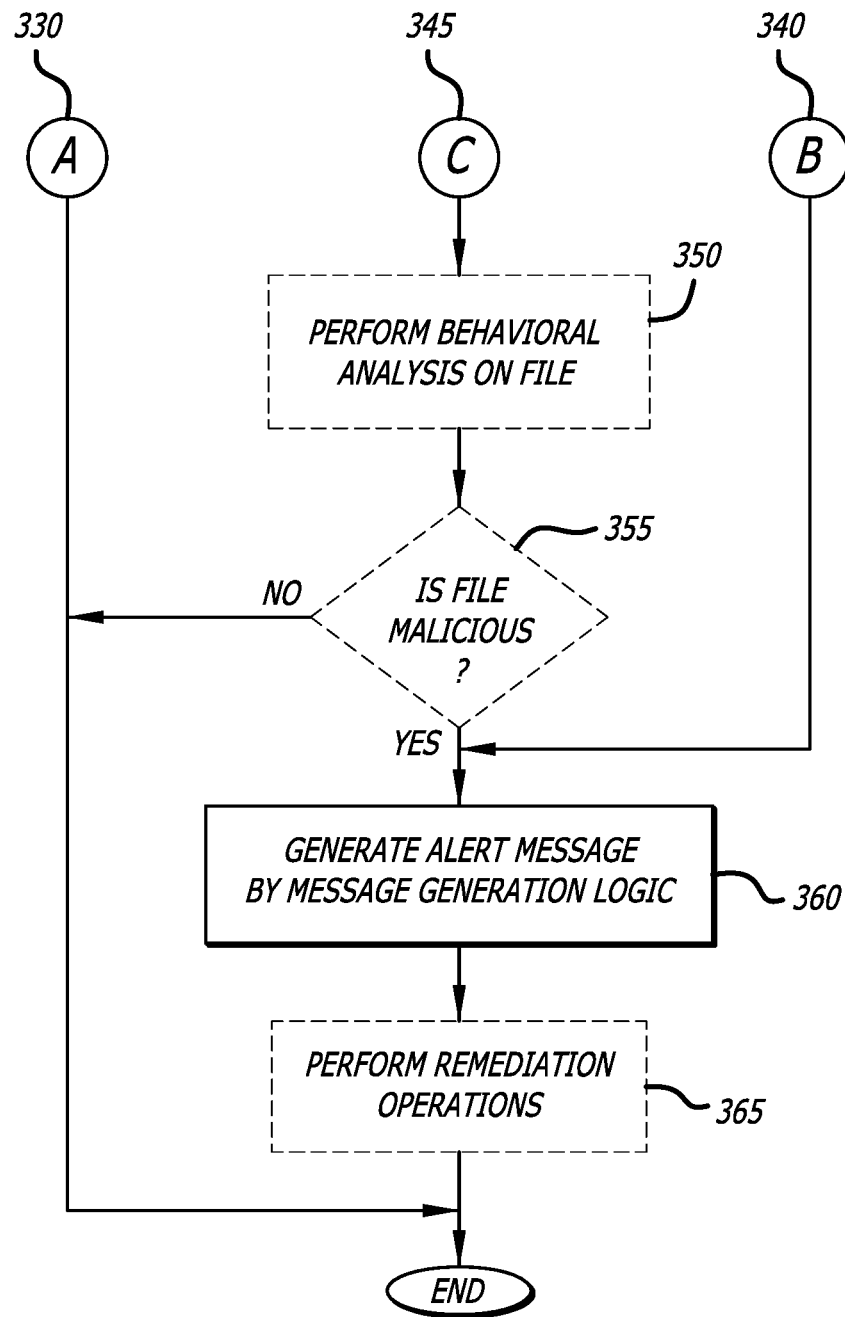 330
345
340
A
C
B
350
PERFORM BEHAVIORAL
ANALYSIS ON FILE
355
NO
IS FILE
MALICIOUS
?
YES
GENERATE ALERT MESSAGE
BY MESSAGE GENERATION LOGIC
360
PERFORM REMEDIATION
OPERATIONS
365
END